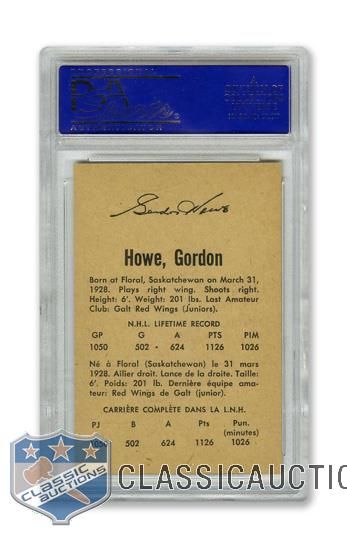 PSA
Gordon Howe
Howe, Gordon
Born at Floral, Saskatchewan on March 31,
1928. Plays right wing. Shoots right.
Height: 6'. Weight: 201 lbs. Last Amateur
Club: Galt Red Wings (Juniors).
N.H.L. LIFETIME RECORD
GP G A PTS PIM
1050 502 624 1126 1026
Né à Floral (Saskatchewan) le 31 mars
1928. Ailier droit. Lance de la droite. Taille:
6'. Poids: 201 lb. Dernière équipe ama-
teur: Red Wings de Galt (junior).
CARRIÈRE COMPLÈTE DANS LA L.N.H.
PJ B A Pts Pun.
(minutes)
1050 502 624 1126 1026
CLASSIC
AUCTIONS
CLASSICAUCTIO